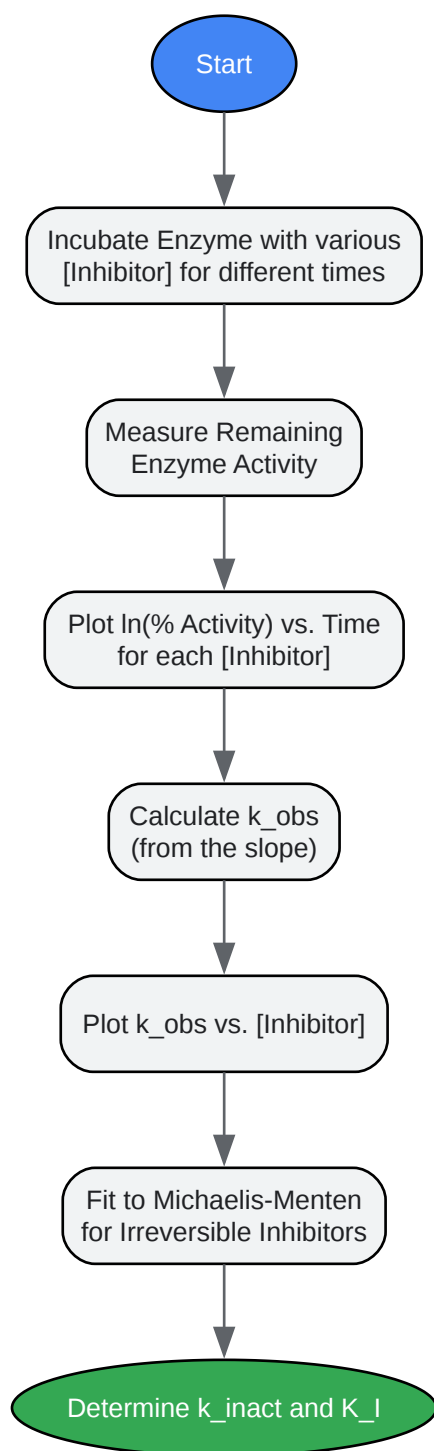 Start
Incubate Enzyme with various
[Inhibitor] for different times
Measure Remaining
Enzyme Activity
Plot ln(% Activity) vs. Time
for each [Inhibitor]
Calculate k_obs
(from the slope)
Plot k_obs vs. [Inhibitor]
Fit to Michaelis-Menten
for Irreversible Inhibitors
Determine k_inact and K_I